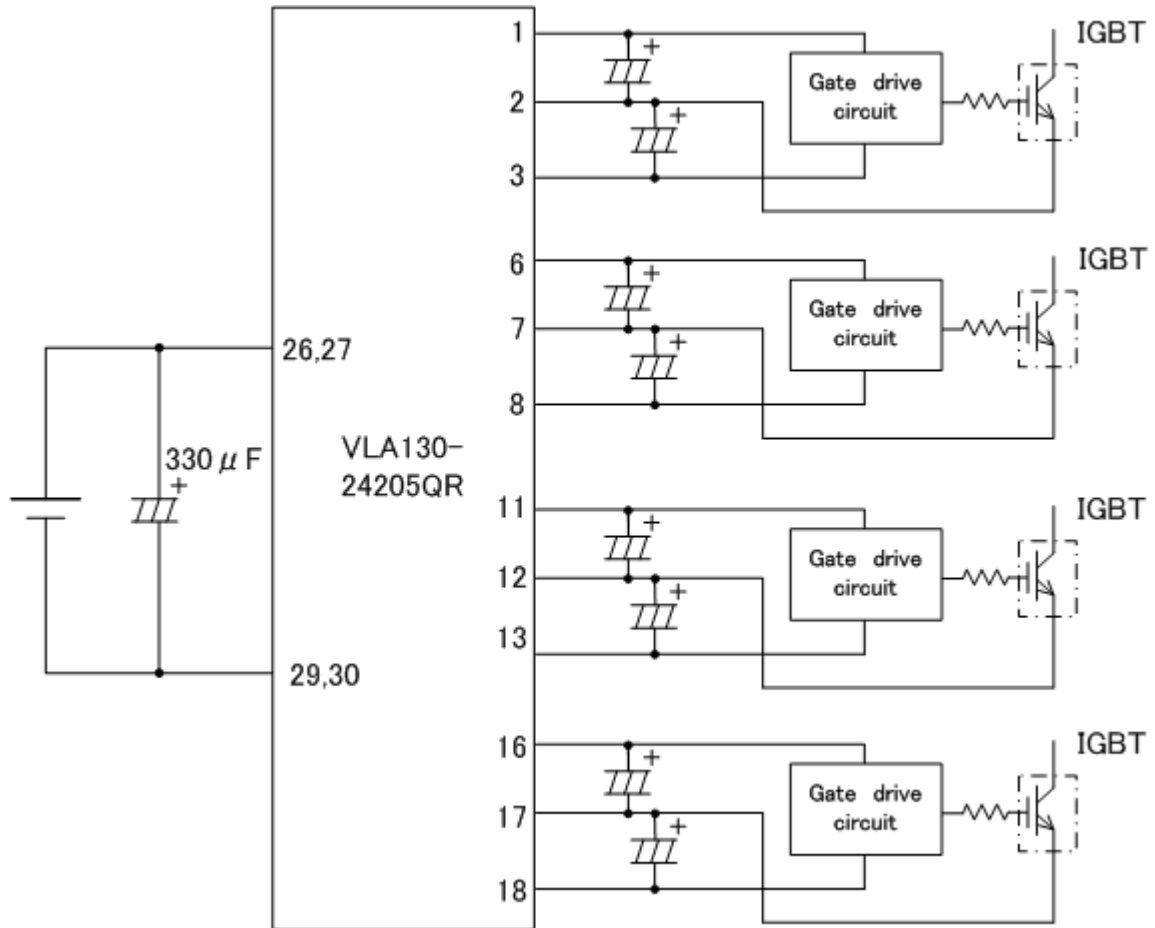 1
IGBT
+
Gate drive
circuit
2
+
3
6
IGBT
+
Gate drive
circuit
7
+
8
26,27
330μF
+
VLA130-
24205QR
11
IGBT
+
Gate drive
circuit
12
+
13
29,30
16
IGBT
+
Gate drive
circuit
17
+
18